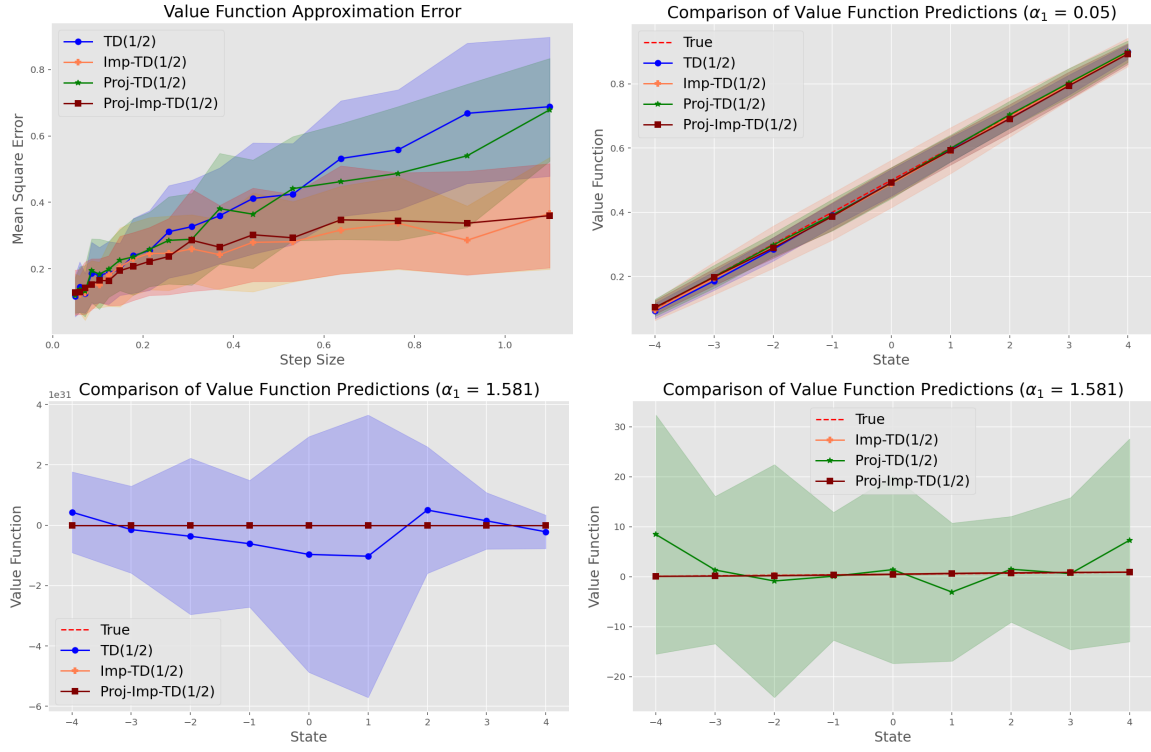 Value Function Approximation Error
TD(1/2)
Imp-TD(1/2)
Proj-TD(1/2)
Proj-Imp-TD(1/2)
Mean Square Error
0.8
0.6
0.4
0.2
0.0 0.2 0.4 0.6 0.8 1.0
Step Size
Comparison of Value Function Predictions (α₁ = 0.05)
True
TD(1/2)
Imp-TD(1/2)
Proj-TD(1/2)
Proj-Imp-TD(1/2)
Value Function
0.8
0.6
0.4
0.2
−4 −3 −2 −1 0 1 2 3 4
State
Comparison of Value Function Predictions (α₁ = 1.581)
1e31
4
2
0
−2
−4
−6
Value Function
True
TD(1/2)
Imp-TD(1/2)
Proj-Imp-TD(1/2)
−4 −3 −2 −1 0 1 2 3 4
State
Comparison of Value Function Predictions (α₁ = 1.581)
True
Imp-TD(1/2)
Proj-TD(1/2)
Proj-Imp-TD(1/2)
Value Function
30
20
10
0
−10
−20
−4 −3 −2 −1 0 1 2 3 4
State